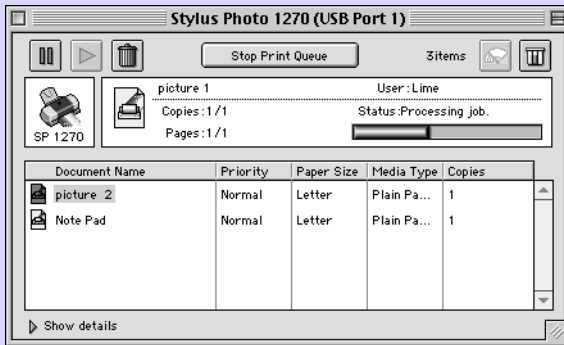 Stylus Photo 1270 (USB Port 1)
Stop Print Queue
3items
SP 1270
picture 1
User:Lime
Copies:1/1
Status:Processing job.
Pages:1/1
Document Name Priority Paper Size Media Type Copies
picture 2 Normal Letter Plain Pa... 1
Note Pad Normal Letter Plain Pa... 1
Show details